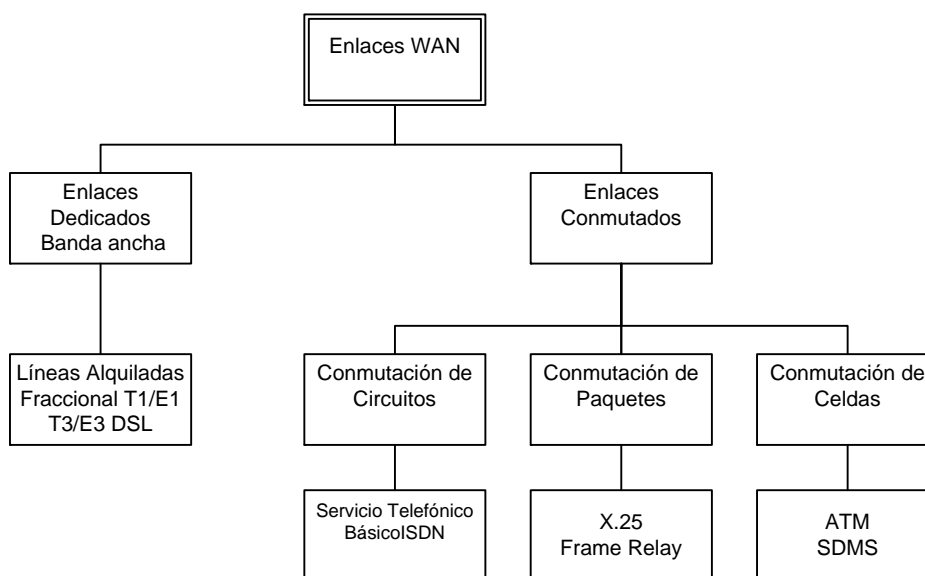 Enlaces WAN
Enlaces
Dedicados
Banda ancha
Enlaces
Conmutados
Líneas Alquiladas
Fraccional T1/E1
T3/E3 DSL
Conmutación de
Circuitos
Conmutación de
Paquetes
Conmutación de
Celdas
Servicio Telefónico
BásicoISDN
X.25
Frame Relay
ATM
SDMS